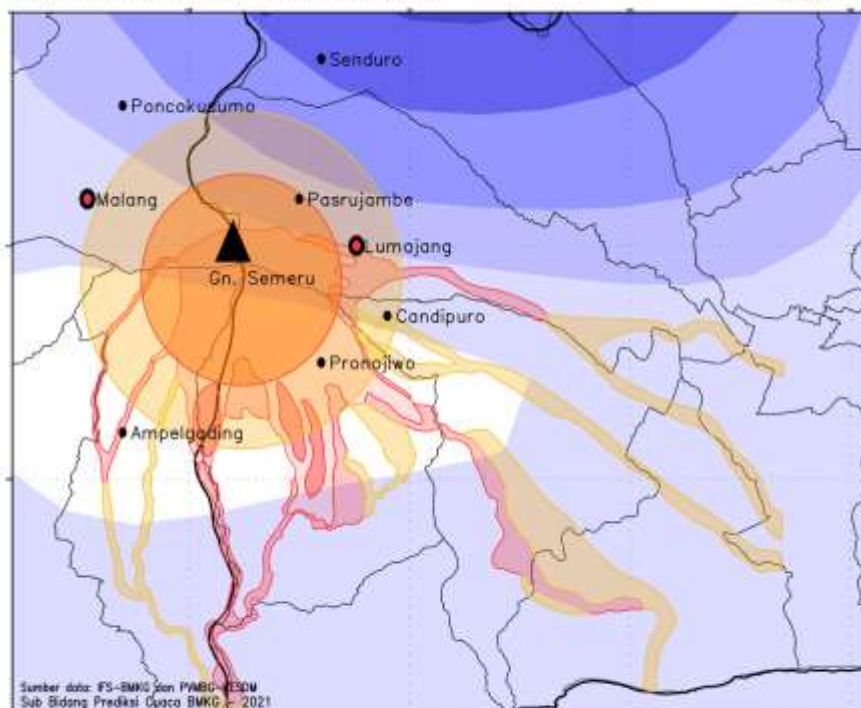 Senduro
Poncokusumo
Malang
Pasrujambe
Lumajang
Gn. Semeru
Candipuro
Pronojiwo
Ampelgading
Sumber data: IFS-BMKG dan PVMBG-KESDM
Sub Bidang Prediksi Cuaca BMKG - 2021